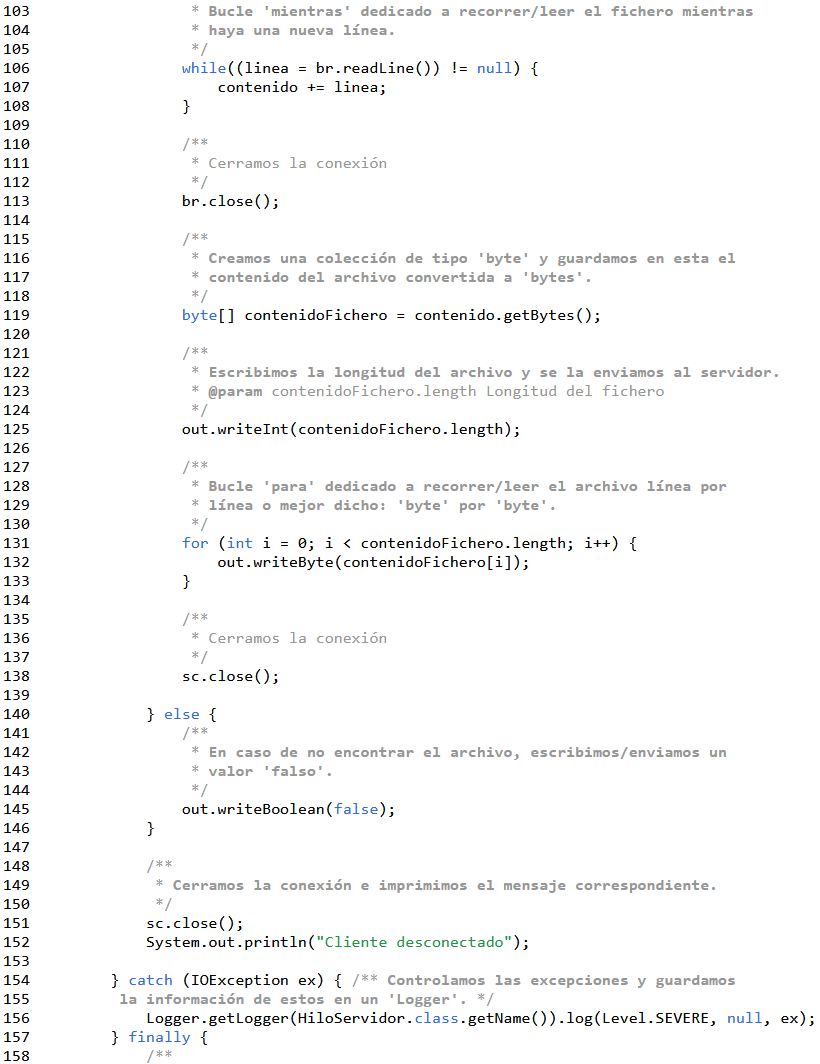 103 * Bucle 'mientras' dedicado a recorrer/leer el fichero mientras
104 * haya una nueva línea.
105 */
106 while((linea = br.readLine()) != null) {
107 contenido += linea;
108 }
109
110 /**
111 * Cerramos la conexión
112 */
113 br.close();
114
115 /**
116 * Creamos una colección de tipo 'byte' y guardamos en esta el
117 * contenido del archivo convertida a 'bytes'.
118 */
119 byte[] contenidoFichero = contenido.getBytes();
120
121 /**
122 * Escribimos la longitud del archivo y se la enviamos al servidor.
123 * @param contenidoFichero.length Longitud del fichero
124 */
125 out.writeInt(contenidoFichero.length);
126
127 /**
128 * Bucle 'para' dedicado a recorrer/leer el archivo línea por
129 * línea o mejor dicho: 'byte' por 'byte'.
130 */
131 for (int i = 0; i < contenidoFichero.length; i++) {
132 out.writeByte(contenidoFichero[i]);
133 }
134
135 /**
136 * Cerramos la conexión
137 */
138 sc.close();
139
140 } else {
141 /**
142 * En caso de no encontrar el archivo, escribimos/enviamos un
143 * valor 'falso'.
144 */
145 out.writeBoolean(false);
146 }
147
148 /**
149 * Cerramos la conexión e imprimimos el mensaje correspondiente.
150 */
151 sc.close();
152 System.out.println("Cliente desconectado");
153
154 } catch (IOException ex) { /** Controlamos las excepciones y guardamos
155 la información de estos en un 'Logger'. */
156 Logger.getLogger(HiloServidor.class.getName()).log(Level.SEVERE, null, ex);
157 } finally {
158 /**